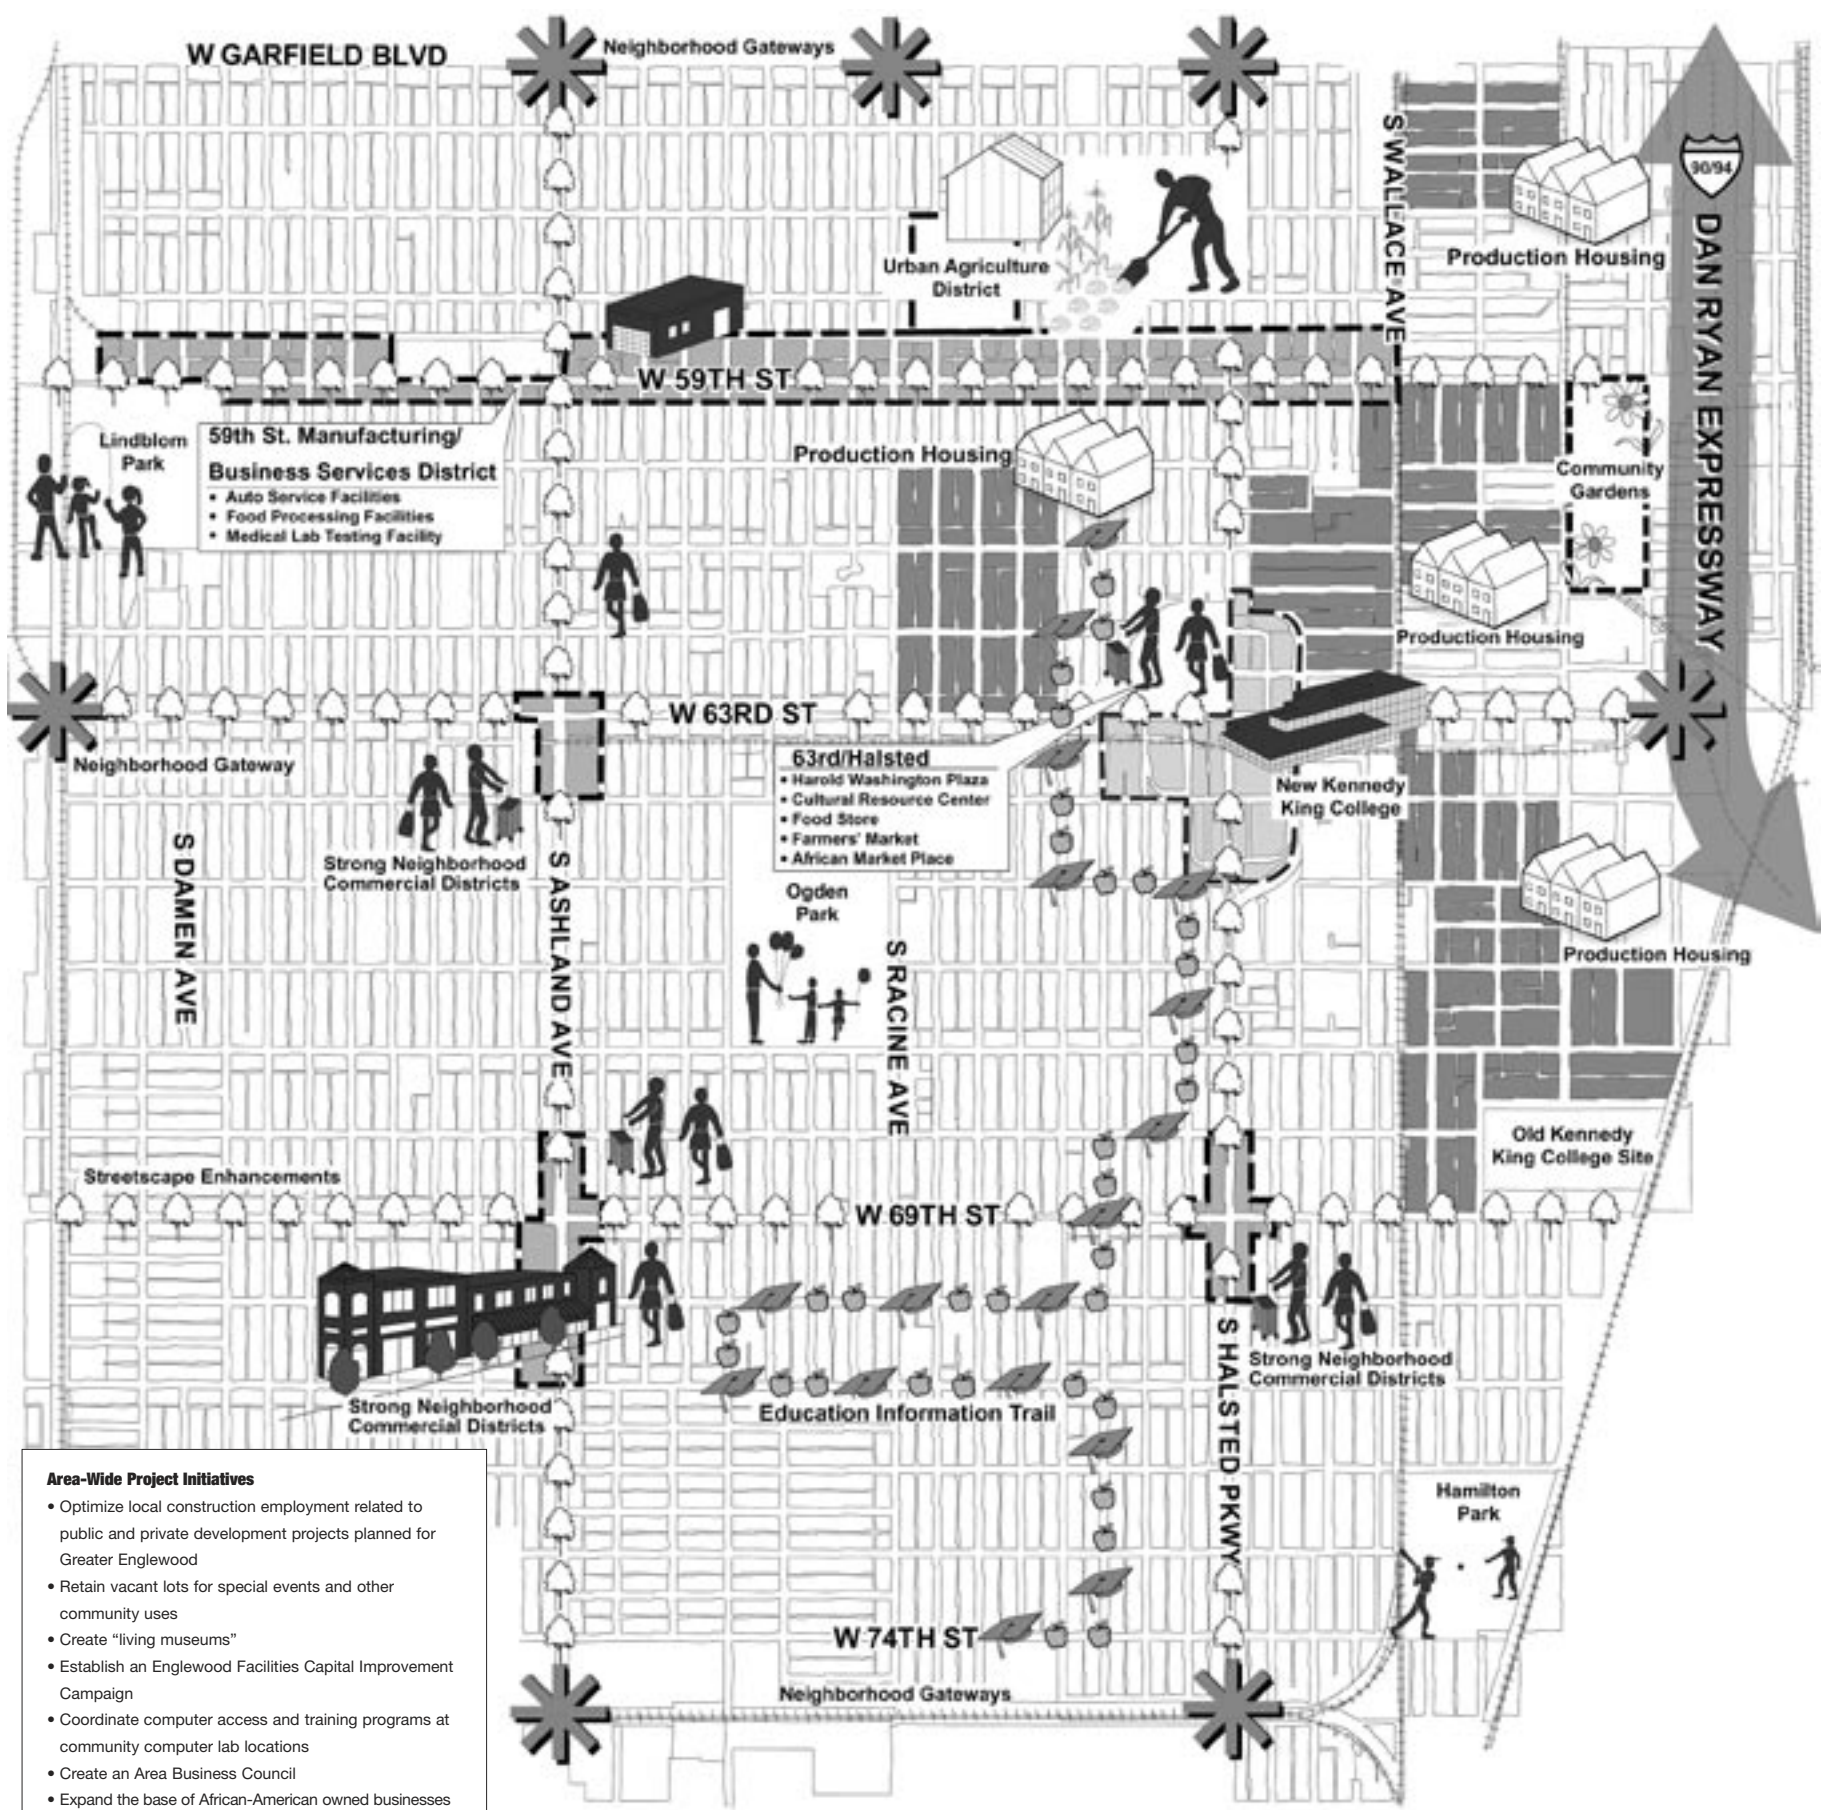 W GARFIELD BLVD
Neighborhood Gateways
S WALLACE AVE
90/94
DAN RYAN EXPRESSWAY
Production Housing
Urban Agriculture
District
W 59TH ST
Lindblom
Park
59th St. Manufacturing/
Business Services District
• Auto Service Facilities
• Food Processing Facilities
• Medical Lab Testing Facility
Production Housing
Community
Gardens
Production Housing
W 63RD ST
Neighborhood Gateway
63rd/Halsted
• Harold Washington Plaza
• Cultural Resource Center
• Food Store
• Farmers' Market
• African Market Place
New Kennedy
King College
S DAMEN AVE
Strong Neighborhood
Commercial Districts
S ASHLAND AVE
Ogden
Park
S RACINE AVE
Production Housing
Old Kennedy
King College Site
Streetscape Enhancements
W 69TH ST
Strong Neighborhood
Commercial Districts
Education Information Trail
S HALSTED PKWY
Strong Neighborhood
Commercial Districts
Hamilton
Park
W 74TH ST
Neighborhood Gateways
Area-Wide Project Initiatives
• Optimize local construction employment related to
public and private development projects planned for
Greater Englewood
• Retain vacant lots for special events and other
community uses
• Create “living museums”
• Establish an Englewood Facilities Capital Improvement
Campaign
• Coordinate computer access and training programs at
community computer lab locations
• Create an Area Business Council
• Expand the base of African-American owned businesses